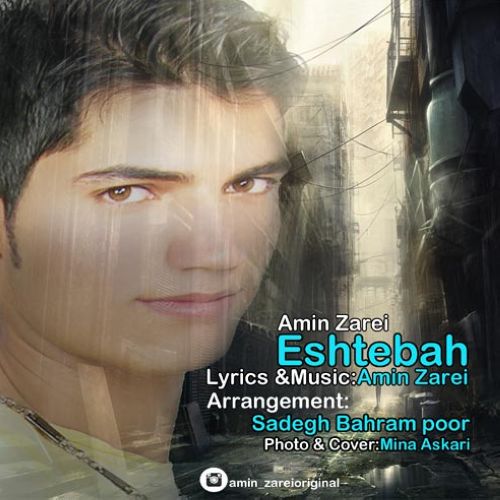 Amin Zarei
Eshtebah
Lyrics &Music:Amin Zarei
Arrangement:
Sadegh Bahram poor
Photo & Cover:Mina Askari
amin_zareioriginal